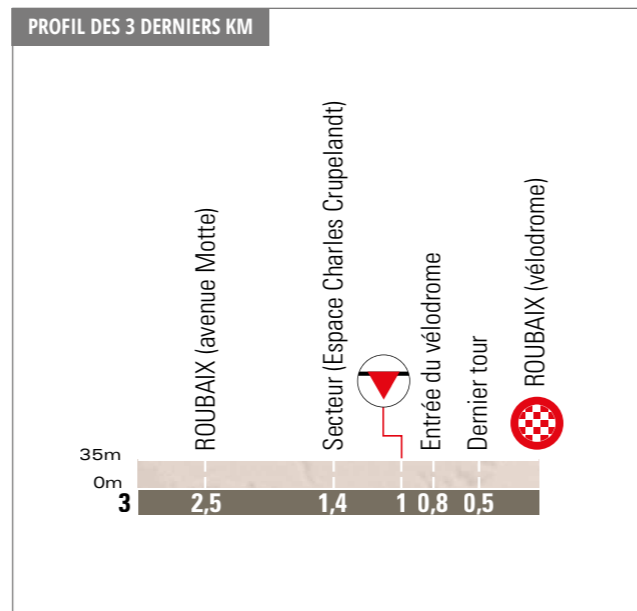 PROFIL DES 3 DERNIERS KM
ROUBAIX (avenue Motte)
Secteur (Espace Charles Crupelandt)
Entrée du vélodrome
Dernier tour
ROUBAIX (vélodrome)
35m
0m
3 2,5 1,4 1 0,8 0,5